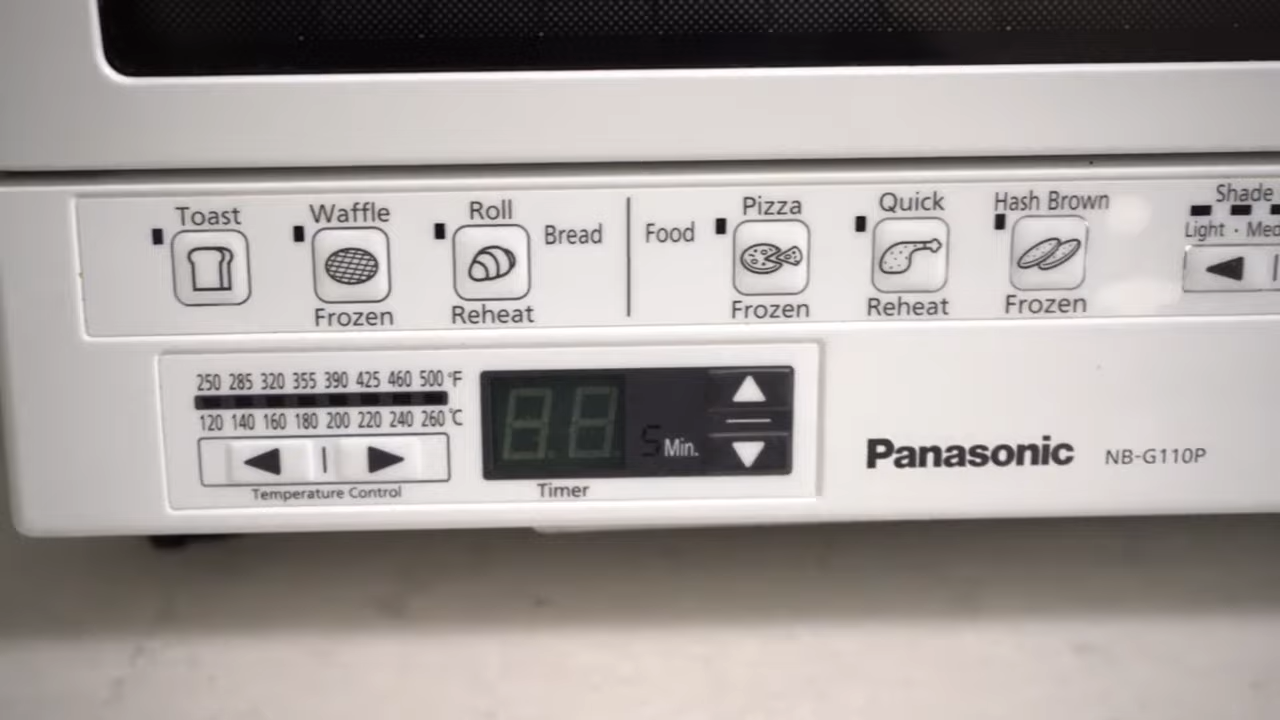 Toast
Waffle
Frozen
Roll
Reheat
Bread
Food
Pizza
Frozen
Quick
Reheat
Hash Brown
Frozen
Shade
Light · Med
250 285 320 355 390 425 460 500 °F
120 140 160 180 200 220 240 260 °C
Temperature Control
Min.
Timer
Panasonic NB-G110P